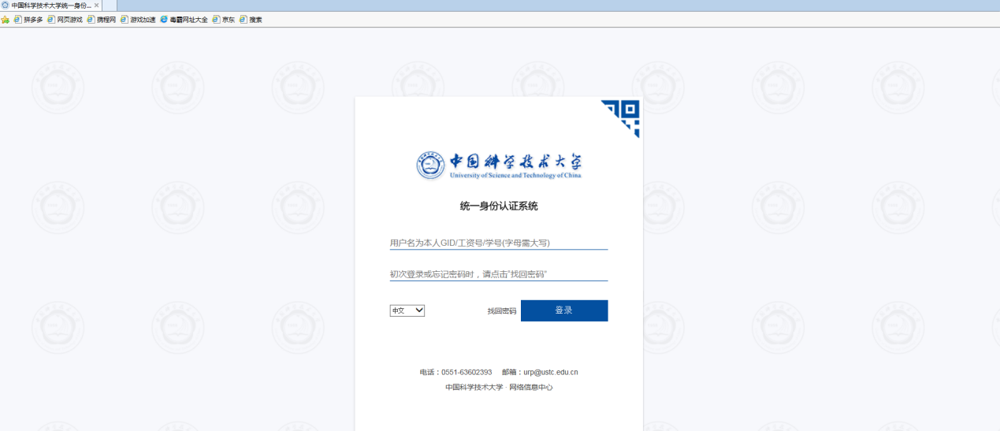 中国科学技术大学统一身份...
拼多多 网页游戏 携程网 游戏加速 毒霸网址大全 京东 搜索
中国科学技术大学
University of Science and Technology of China
统一身份认证系统
用户名为本人GID/工资号/学号(字母需大写)
初次登录或忘记密码时，请点击“找回密码”
中文 找回密码 登录
电话：0551-63602393 邮箱：urp@ustc.edu.cn
中国科学技术大学 · 网络信息中心